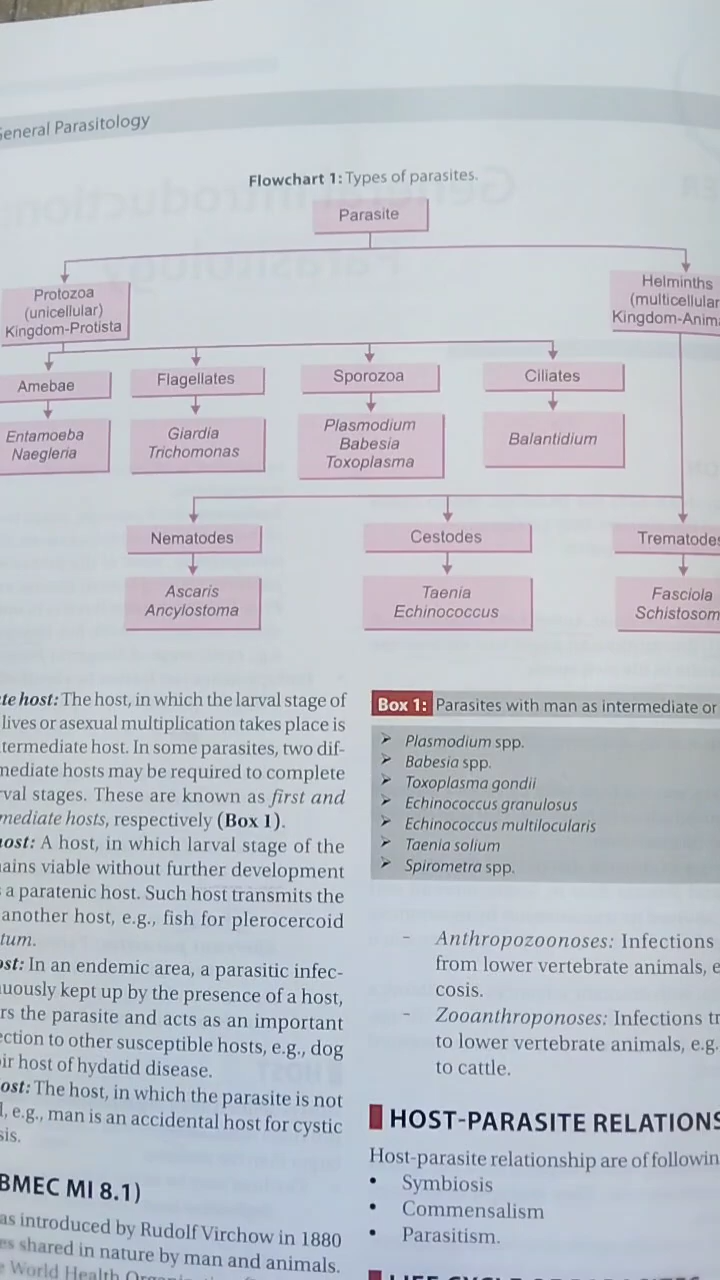 General Parasitology
Flowchart 1: Types of parasites.
Parasite
Protozoa
(unicellular)
Kingdom-Protista
Helminths
(multicellular
Kingdom-Anima
Amebae
Flagellates
Sporozoa
Ciliates
Entamoeba
Naegleria
Giardia
Trichomonas
Plasmodium
Babesia
Toxoplasma
Balantidium
Nematodes
Cestodes
Trematodes
Ascaris
Ancylostoma
Taenia
Echinococcus
Fasciola
Schistosom
te host: The host, in which the larval stage of
lives or asexual multiplication takes place is
termediate host. In some parasites, two dif-
mediate hosts may be required to complete
rval stages. These are known as first and
mediate hosts, respectively (Box 1).
host: A host, in which larval stage of the
ains viable without further development
a paratenic host. Such host transmits the
another host, e.g., fish for plerocercoid
tum.
ost: In an endemic area, a parasitic infec-
uously kept up by the presence of a host,
rs the parasite and acts as an important
ection to other susceptible hosts, e.g., dog
ir host of hydatid disease.
ost: The host, in which the parasite is not
l, e.g., man is an accidental host for cystic
sis.
BMEC MI 8.1)
as introduced by Rudolf Virchow in 1880
es shared in nature by man and animals.
World Health
Box 1: Parasites with man as intermediate or
➤ Plasmodium spp.
➤ Babesia spp.
➤ Toxoplasma gondii
➤ Echinococcus granulosus
➤ Echinococcus multilocularis
➤ Taenia solium
➤ Spirometra spp.
- Anthropozoonoses: Infections
from lower vertebrate animals, e
cosis.
- Zooanthroponoses: Infections tr
to lower vertebrate animals, e.g.
to cattle.
HOST-PARASITE RELATIONS
Host-parasite relationship are of followin
• Symbiosis
• Commensalism
• Parasitism.